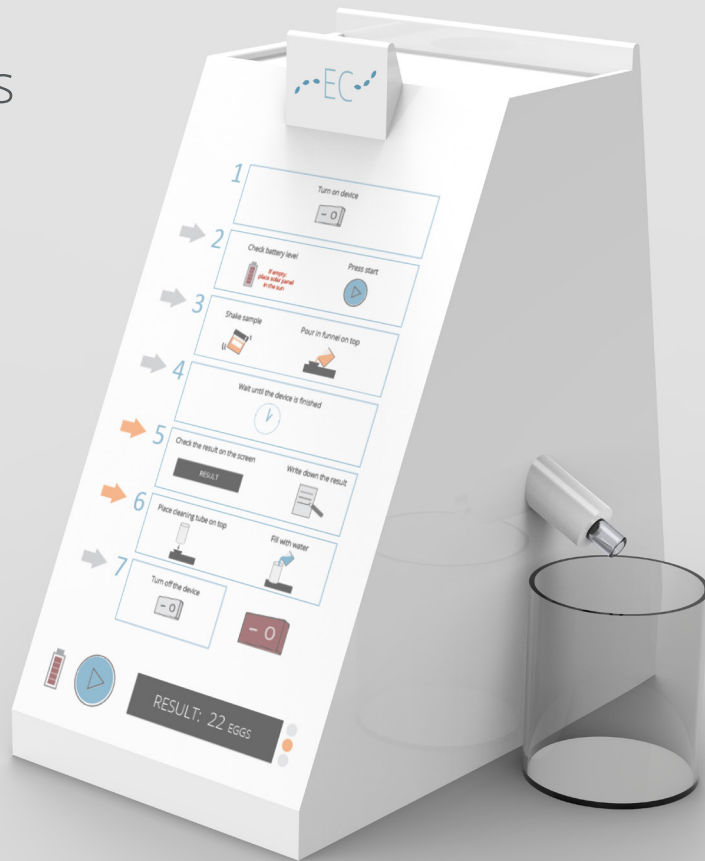 S
EC
1
Turn on device
- O
2
Check battery level
If empty:
place solar panel
in the sun
Press start
3
Shake sample
Pour in funnel on top
4
Wait until the device is finished
5
Check the result on the screen
RESULT
Write down the result
6
Place cleaning tube on top
Fill with water
7
Turn off the device
- O
- O
RESULT: 22 EGGS